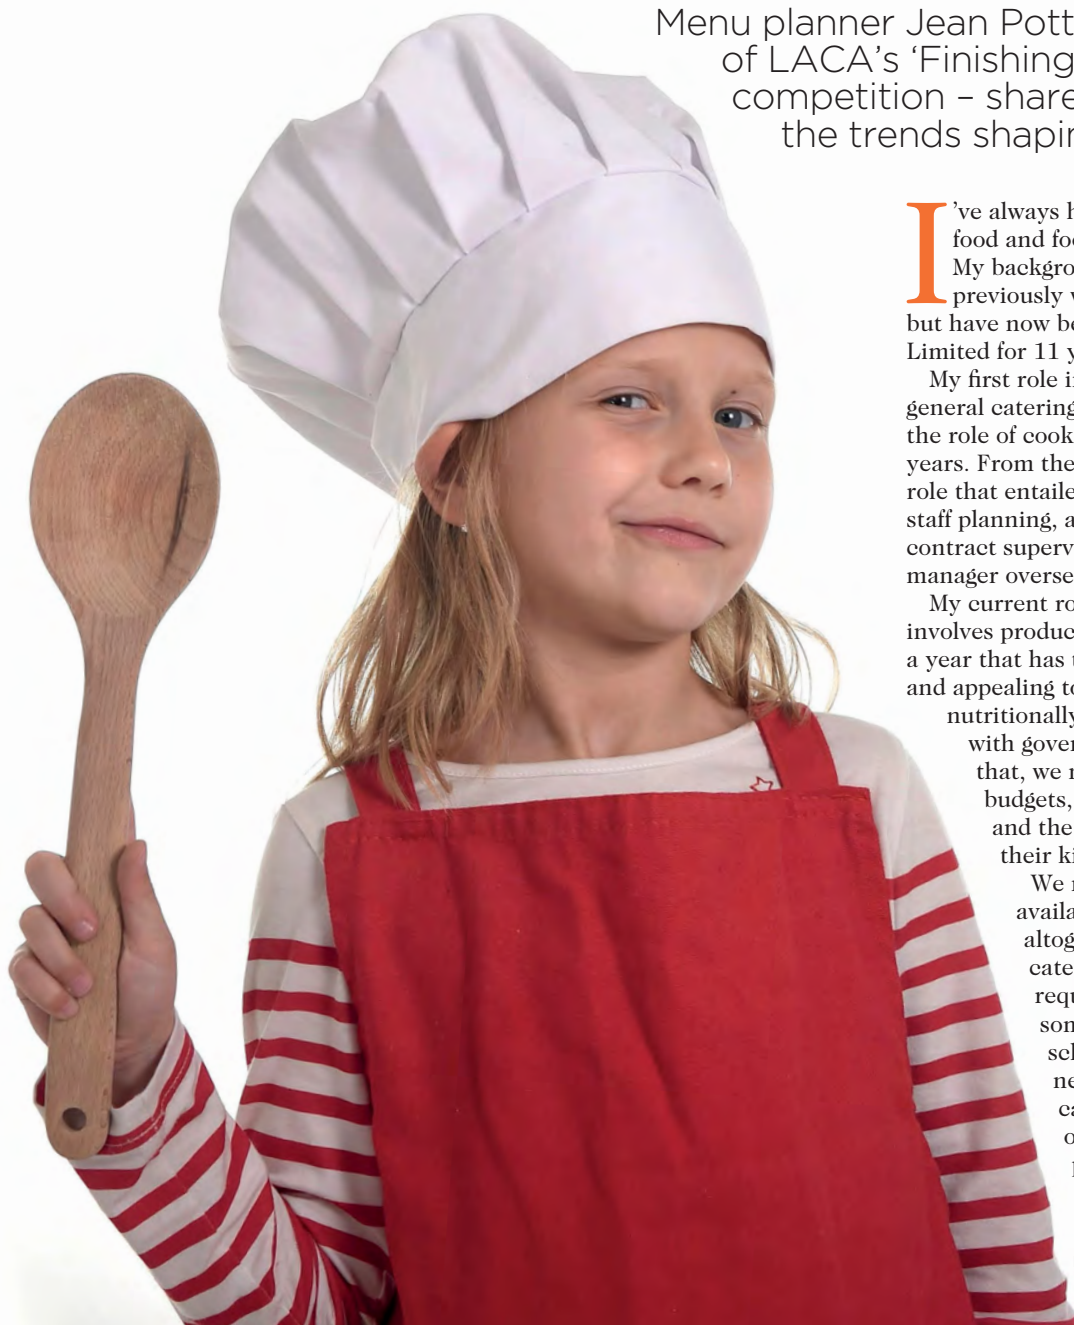 Menu planner Jean Pott
of LACA's 'Finishing
competition – share
the trends shapin
I've always h
food and foo
My backgro
previously w
but have now be
Limited for 11 y
My first role i
general catering
the role of cook
years. From the
role that entaile
staff planning, a
contract superv
manager overse
My current ro
involves produc
a year that has t
and appealing to
nutritionally
with gover
that, we
budgets,
and the
their ki
We
availa
altog
cate
requ
son
scl
ne
ca
o